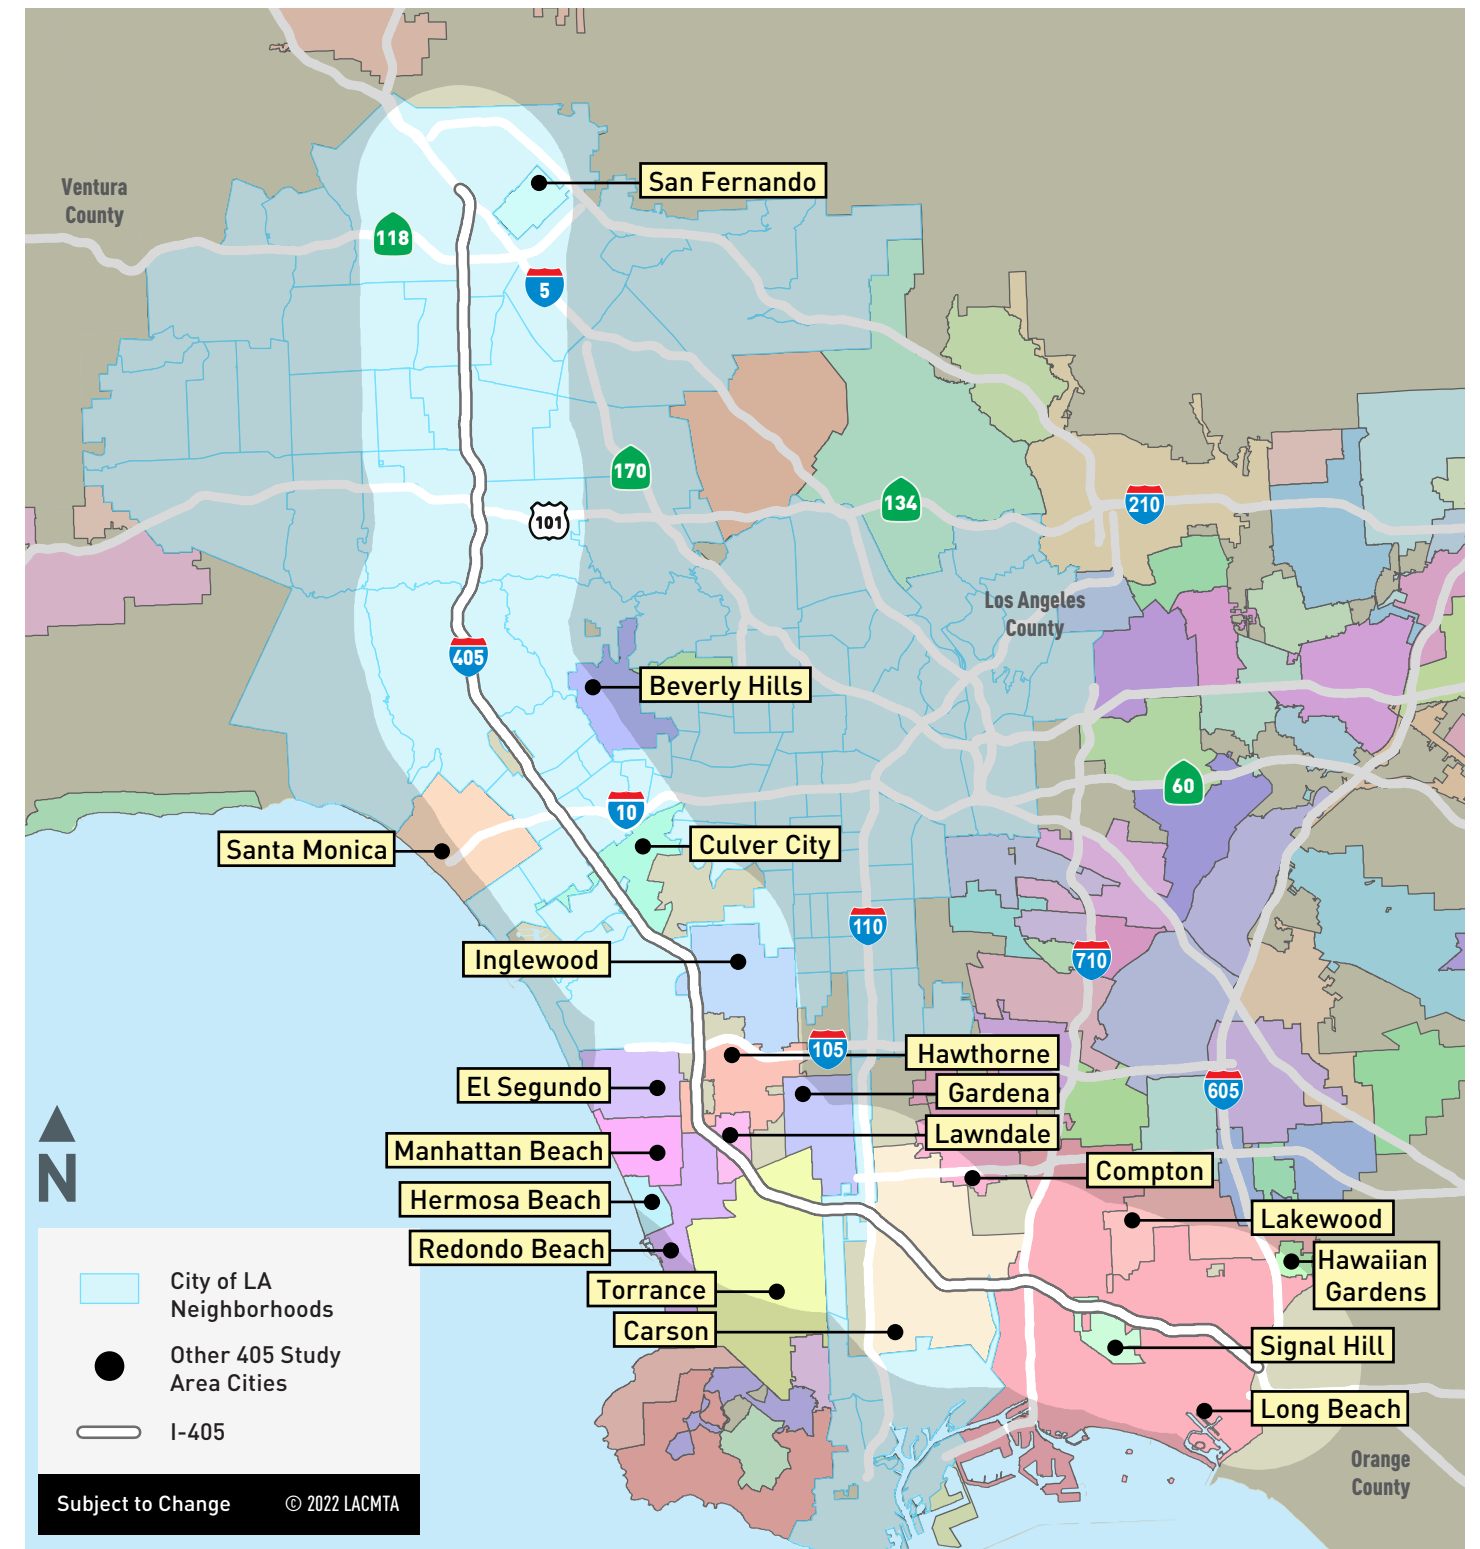 San Fernando
Ventura
County
118
5
170
134
210
101
Los Angeles
County
405
Beverly Hills
60
10
Santa Monica
Culver City
110
Inglewood
710
105
Hawthorne
El Segundo
605
Gardena
Lawndale
Manhattan Beach
Compton
N
Hermosa Beach
Lakewood
Redondo Beach
Hawaiian
Gardens
Torrance
Carson
Signal Hill
Long Beach
City of LA
Neighborhoods
Other 405 Study
Area Cities
I-405
Orange
County
Subject to Change
© 2022 LACMTA